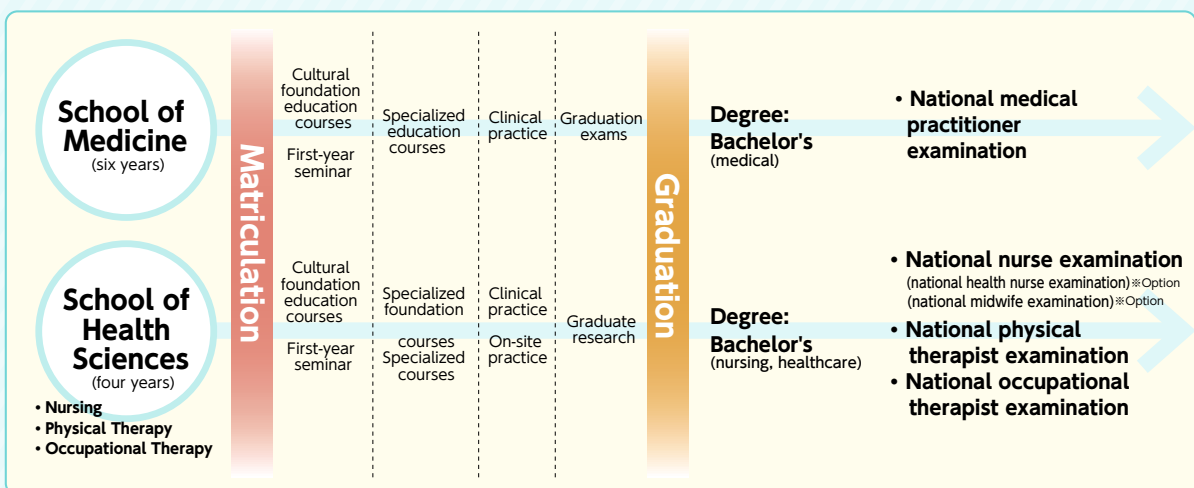 School of
Medicine
(six years)
Matriculation
Cultural
foundation
education
courses
First-year
seminar
Specialized
education
courses
Clinical
practice
Graduation
exams
Graduation
Degree:
Bachelor's
(medical)
• National medical
practitioner
examination
School of
Health
Sciences
(four years)
• Nursing
• Physical Therapy
• Occupational Therapy
Cultural
foundation
education
courses
First-year
seminar
Specialized
foundation
courses
Specialized
courses
Clinical
practice
On-site
practice
Graduate
research
Degree:
Bachelor's
(nursing, healthcare)
• National nurse examination
(national health nurse examination)※Option
(national midwife examination)※Option
• National physical
therapist examination
• National occupational
therapist examination